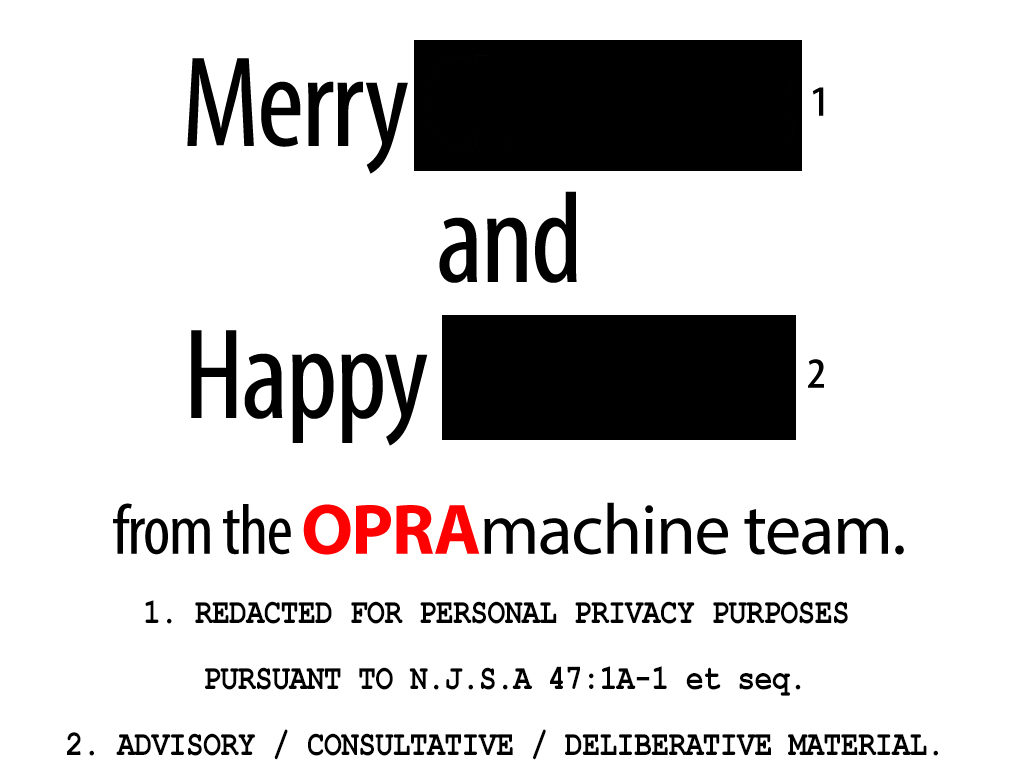 Merry 1
and
Happy 2
from the OPRAmachine team.
1. REDACTED FOR PERSONAL PRIVACY PURPOSES
PURSUANT TO N.J.S.A 47:1A-1 et seq.
2. ADVISORY / CONSULTATIVE / DELIBERATIVE MATERIAL.